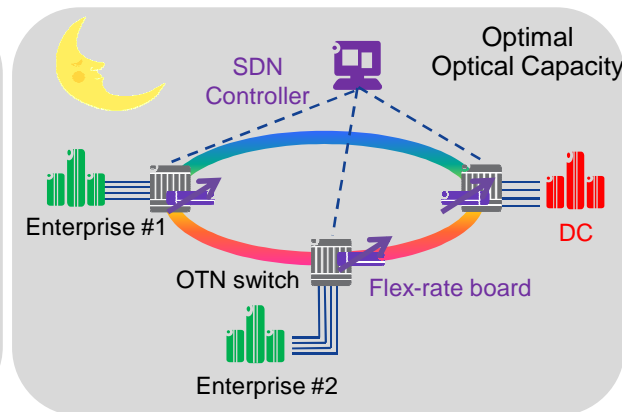 Optimal
Optical Capacity
SDN
Controller
Enterprise #1
DC
OTN switch
Flex-rate board
Enterprise #2